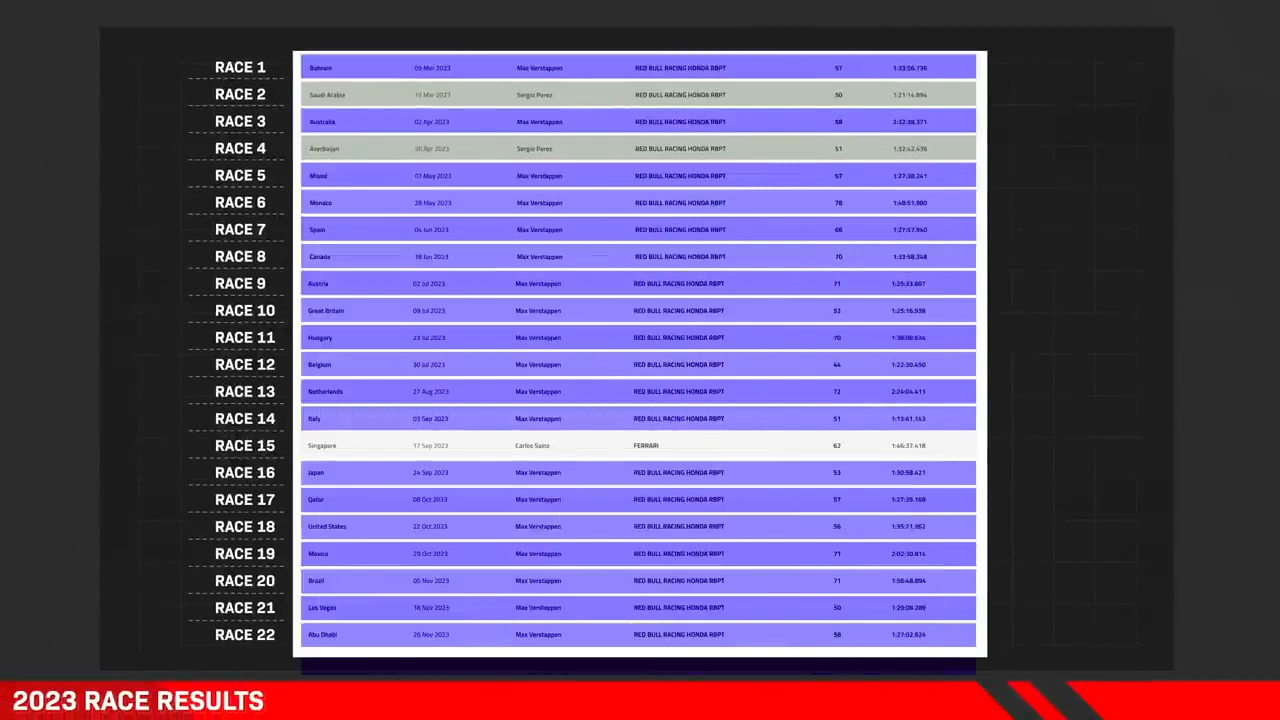 RACE 1 Bahrain 05 Mar 2023 Max Verstappen RED BULL RACING HONDA RBPT 57 1:33:56.736
RACE 2 Saudi Arabia 19 Mar 2023 Sergio Perez RED BULL RACING HONDA RBPT 50 1:21:14.894
RACE 3 Australia 02 Apr 2023 Max Verstappen RED BULL RACING HONDA RBPT 58 2:32:38.371
RACE 4 Azerbaijan 30 Apr 2023 Sergio Perez RED BULL RACING HONDA RBPT 51 1:32:42.436
RACE 5 Miami 07 May 2023 Max Verstappen RED BULL RACING HONDA RBPT 57 1:27:38.241
RACE 6 Monaco 28 May 2023 Max Verstappen RED BULL RACING HONDA RBPT 78 1:48:51.980
RACE 7 Spain 04 Jun 2023 Max Verstappen RED BULL RACING HONDA RBPT 66 1:27:57.940
RACE 8 Canada 18 Jun 2023 Max Verstappen RED BULL RACING HONDA RBPT 70 1:33:58.348
RACE 9 Austria 02 Jul 2023 Max Verstappen RED BULL RACING HONDA RBPT 71 1:25:33.607
RACE 10 Great Britain 09 Jul 2023 Max Verstappen RED BULL RACING HONDA RBPT 52 1:25:16.938
RACE 11 Hungary 23 Jul 2023 Max Verstappen RED BULL RACING HONDA RBPT 70 1:38:08.634
RACE 12 Belgium 30 Jul 2023 Max Verstappen RED BULL RACING HONDA RBPT 44 1:22:30.450
RACE 13 Netherlands 27 Aug 2023 Max Verstappen RED BULL RACING HONDA RBPT 72 2:24:04.411
RACE 14 Italy 03 Sep 2023 Max Verstappen RED BULL RACING HONDA RBPT 51 1:13:41.143
RACE 15 Singapore 17 Sep 2023 Carlos Sainz FERRARI 62 1:46:37.418
RACE 16 Japan 24 Sep 2023 Max Verstappen RED BULL RACING HONDA RBPT 53 1:30:58.421
RACE 17 Qatar 08 Oct 2023 Max Verstappen RED BULL RACING HONDA RBPT 57 1:27:39.168
RACE 18 United States 22 Oct 2023 Max Verstappen RED BULL RACING HONDA RBPT 56 1:35:21.362
RACE 19 Mexico 29 Oct 2023 Max Verstappen RED BULL RACING HONDA RBPT 71 2:02:30.814
RACE 20 Brazil 05 Nov 2023 Max Verstappen RED BULL RACING HONDA RBPT 71 1:56:48.894
RACE 21 Las Vegas 18 Nov 2023 Max Verstappen RED BULL RACING HONDA RBPT 50 1:29:08.289
RACE 22 Abu Dhabi 26 Nov 2023 Max Verstappen RED BULL RACING HONDA RBPT 58 1:27:02.624
2023 RACE RESULTS